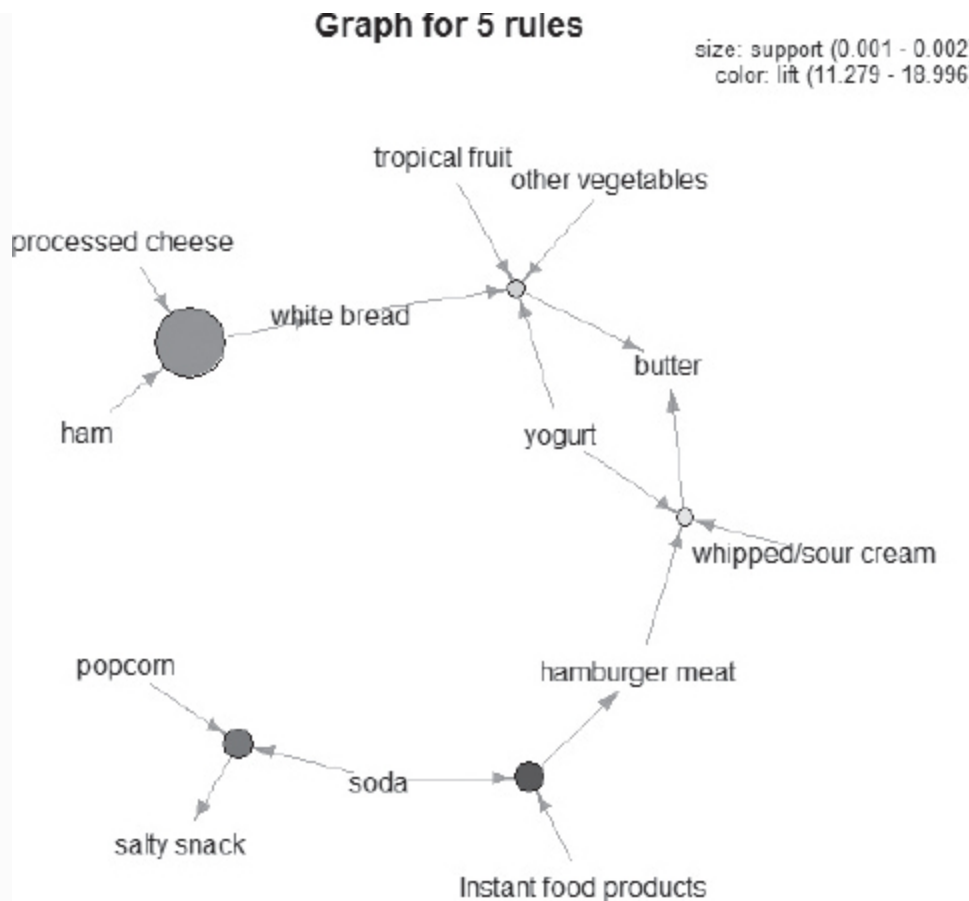 Graph for 5 rules
size: support (0.001 - 0.002
color: lift (11.279 - 18.996
tropical fruit
other vegetables
processed cheese
white bread
butter
ham
yogurt
whipped/sour cream
popcorn
hamburger meat
soda
salty snack
Instant food products